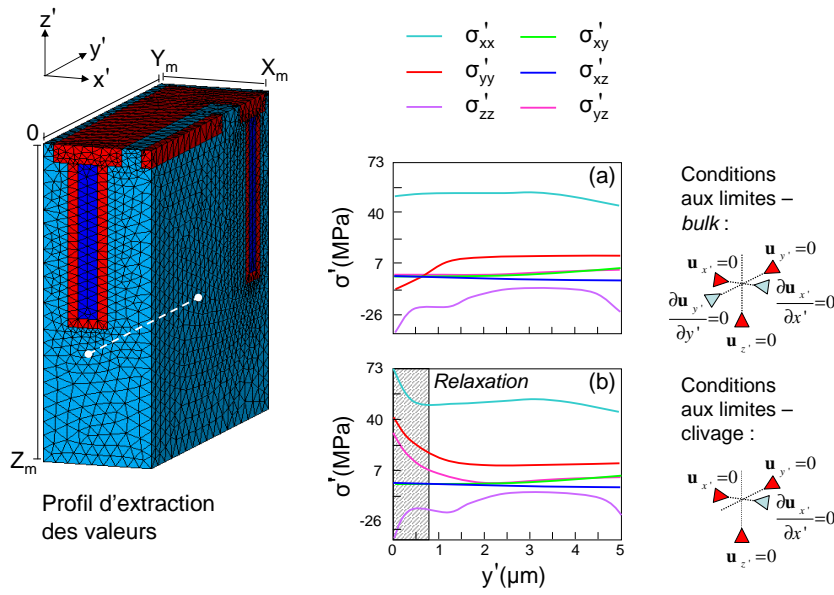 z'
y'
x'
Y_m
X_m
0
Z_m
Profil d'extraction
des valeurs
σ'_xx
σ'_xy
σ'_yy
σ'_xz
σ'_zz
σ'_yz
73
40
7
-26
σ'(MPa)
(a)
Conditions
aux limites –
bulk :
u_x'=0
u_y'=0
∂u_y'/∂y'=0
∂u_x'/∂x'=0
u_z'=0
73
40
7
-26
σ'(MPa)
Relaxation
(b)
0 1 2 3 4 5
y'(µm)
Conditions
aux limites –
clivage :
u_x'=0
u_y'=0
∂u_x'/∂x'=0
u_z'=0